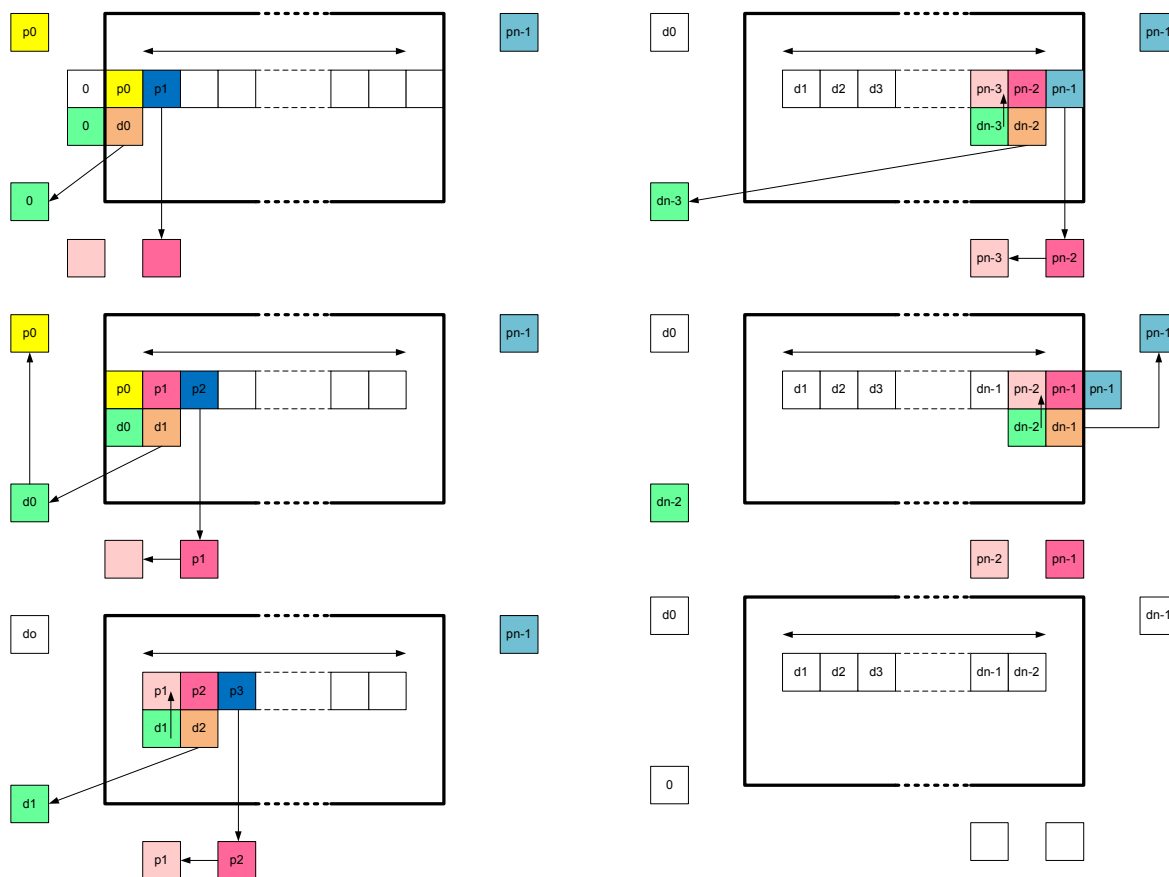 p0 pn-1
0 p0 p1
0 d0
0
p0 pn-1
p0 p1 p2
d0 d1
d0
p1
do pn-1
p1 p2 p3
d1 d2
d1
p1 p2
d0 pn-1
d1 d2 d3 pn-3 pn-2 pn-1
dn-3 dn-2
dn-3
pn-3 pn-2
d0 pn-1
d1 d2 d3 dn-1 pn-2 pn-1 pn-1
dn-2 dn-1
dn-2
pn-2 pn-1
d0 dn-1
d1 d2 d3 dn-1 dn-2
0